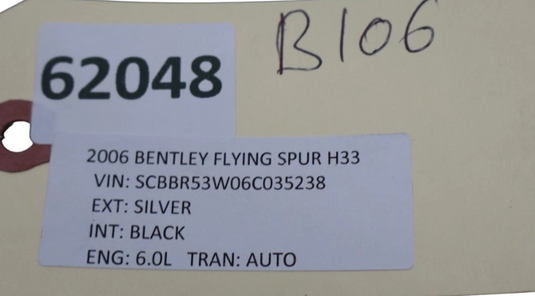 B106
62048
2006 BENTLEY FLYING SPUR H33
VIN: SCBBR53W06C035238
EXT: SILVER
INT: BLACK
ENG: 6.0L TRAN: AUTO